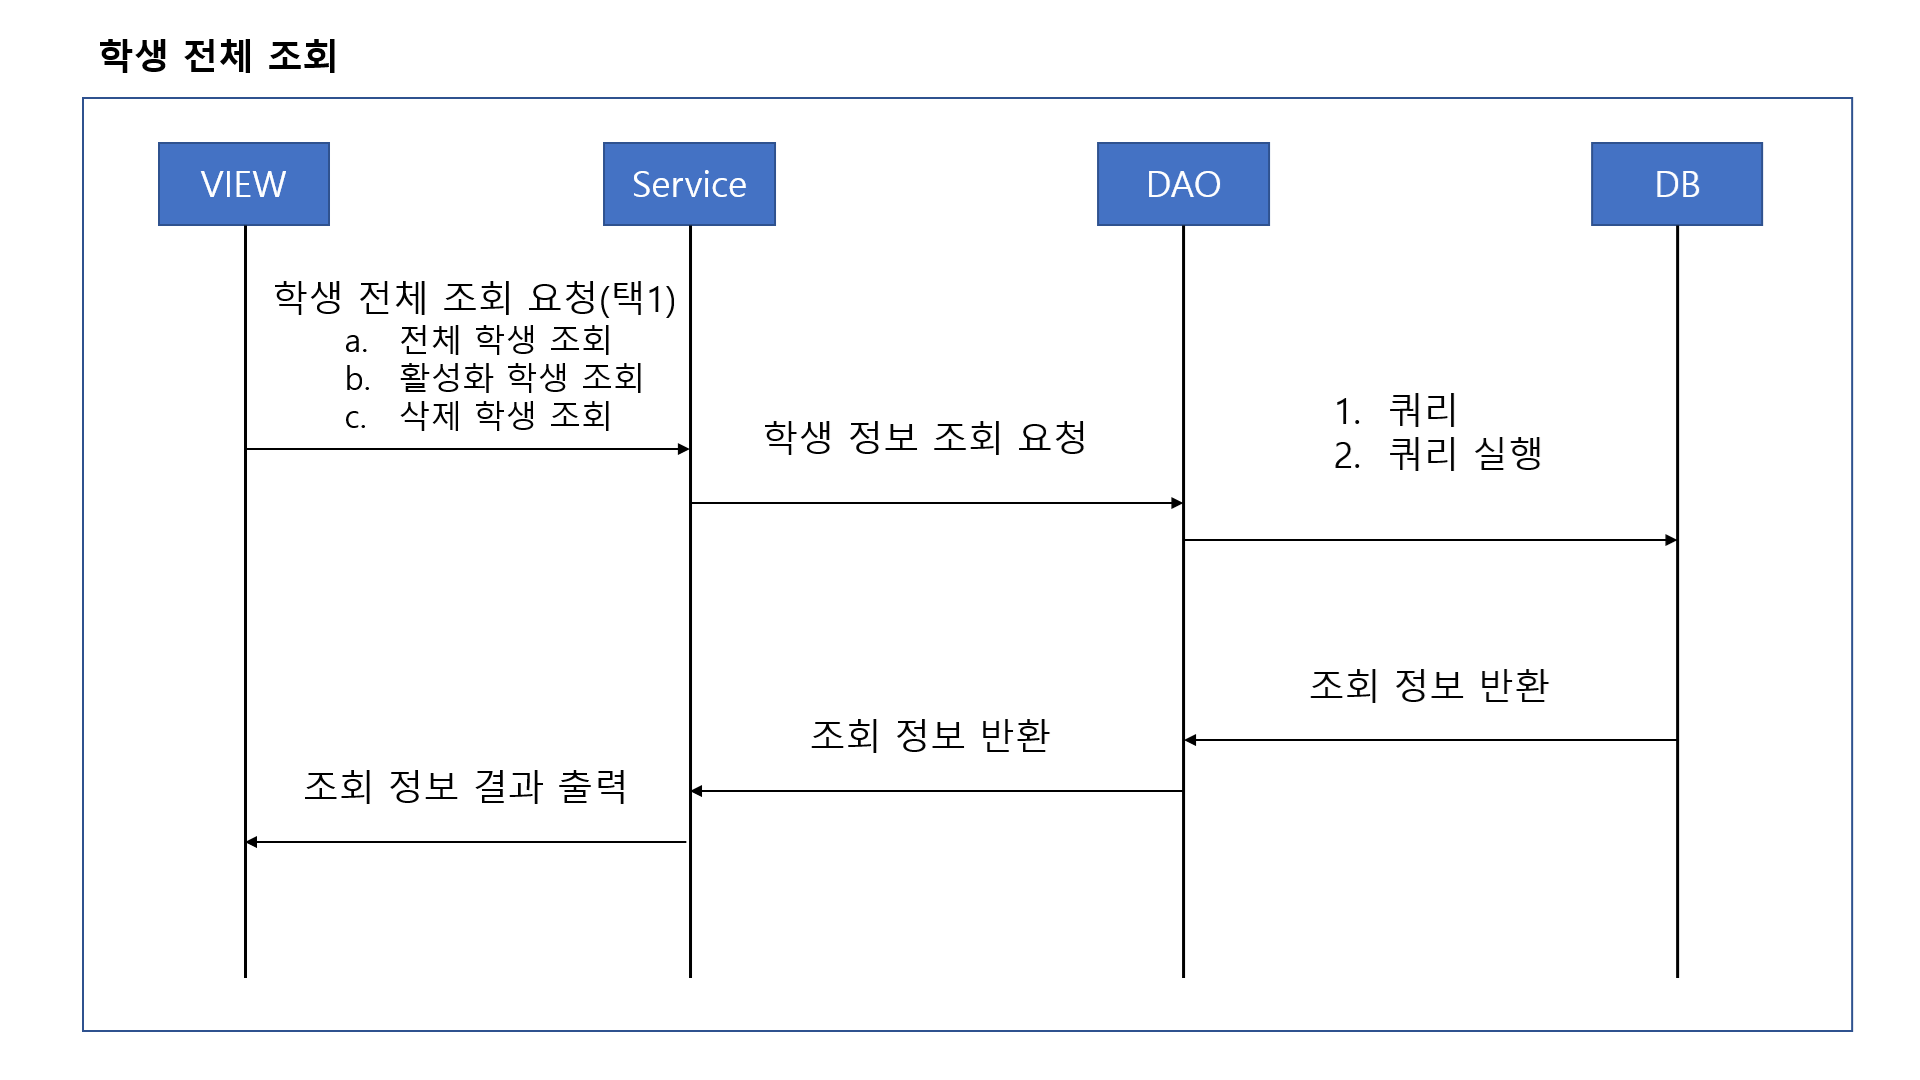 학생 전체 조회
VIEW
Service
DAO
DB
학생 전체 조회 요청(택1)
a. 전체 학생 조회
b. 활성화 학생 조회
c. 삭제 학생 조회
학생 정보 조회 요청
1. 쿼리
2. 쿼리 실행
조회 정보 반환
조회 정보 반환
조회 정보 결과 출력